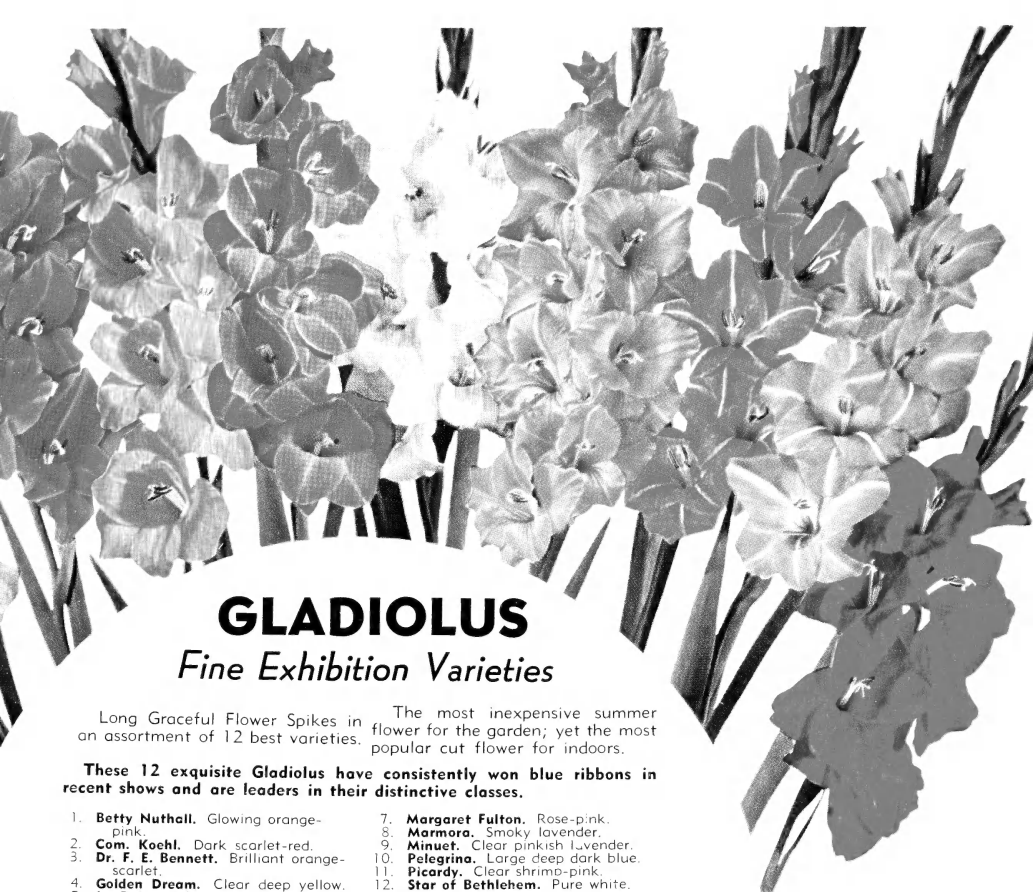 GLADIOLUS
Fine Exhibition Varieties
Long Graceful Flower Spikes in
an assortment of 12 best varieties.
The most inexpensive summer
flower for the garden; yet the most
popular cut flower for indoors.
These 12 exquisite Gladiolus have consistently won blue ribbons in
recent shows and are leaders in their distinctive classes.
1. Betty Nuthall. Glowing orange-
pink.
2. Com. Koehl. Dark scarlet-red.
3. Dr. F. E. Bennett. Brilliant orange-
scarlet.
4. Golden Dream. Clear deep yellow.
7. Margaret Fulton. Rose-pink.
8. Marmora. Smoky lavender.
9. Minuet. Clear pinkish lavender.
10. Pelegrina. Large deep dark blue.
11. Picardy. Clear shrimp-pink.
12. Star of Bethlehem. Pure white.